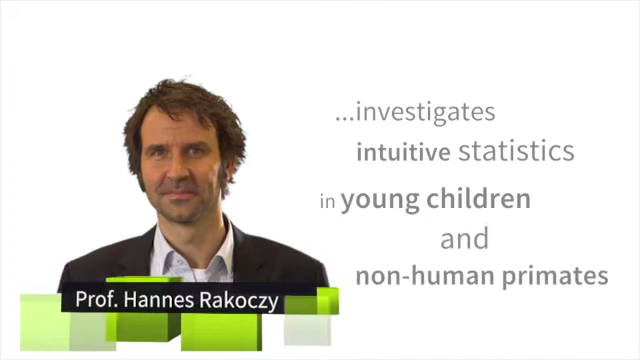 ...investigates
intuitive statistics
in young children
and
non-human primates
Prof. Hannes Rakoczy